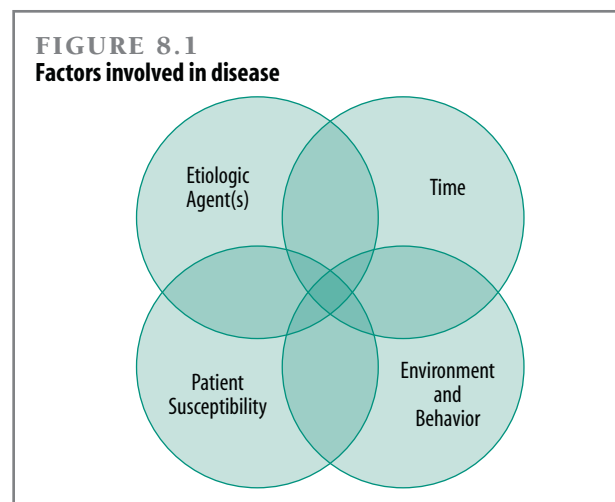 FIGURE 8.1
Factors involved in disease
Etiologic
Agent(s)
Time
Patient
Susceptibility
Environment
and
Behavior